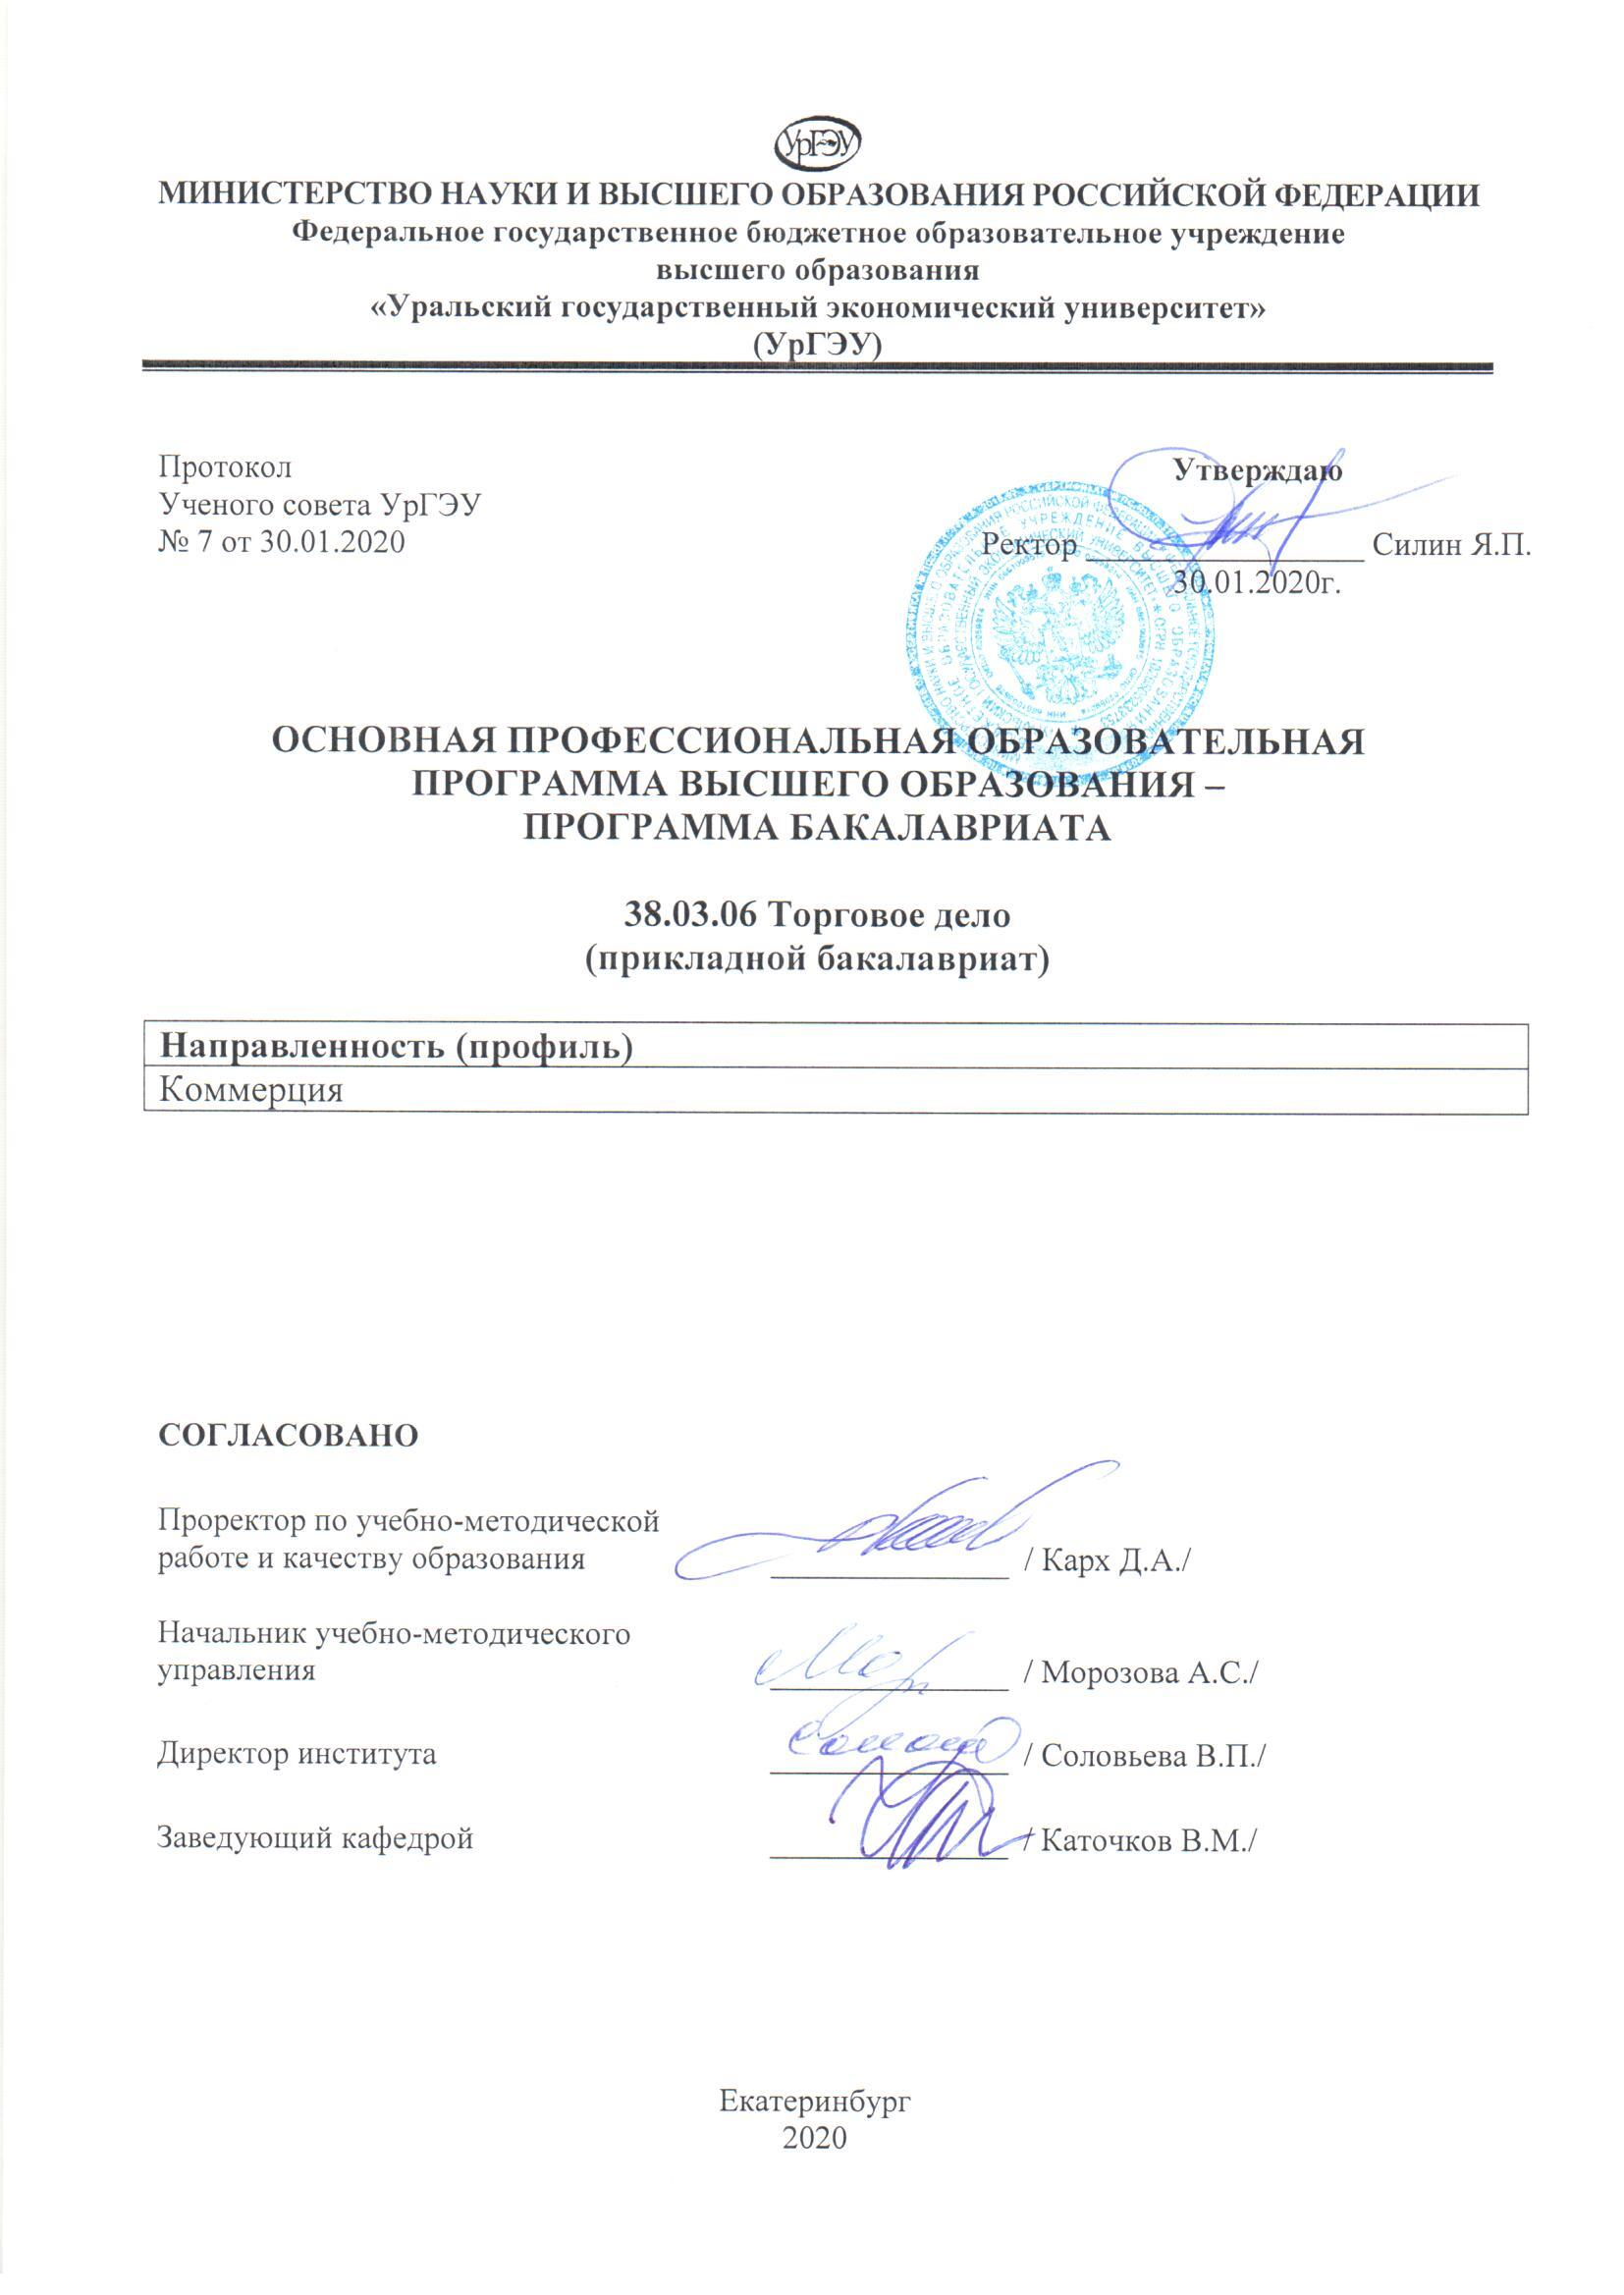 УрГЭУ
МИНИСТЕРСТВО НАУКИ И ВЫСШЕГО ОБРАЗОВАНИЯ РОССИЙСКОЙ ФЕДЕРАЦИИ
Федеральное государственное бюджетное образовательное учреждение
высшего образования
«Уральский государственный экономический университет»
(УрГЭУ)
Протокол
Ученого совета УрГЭУ
№ 7 от 30.01.2020
Утверждаю
Ректор ________________ Силин Я.П.
30.01.2020г.
ОСНОВНАЯ ПРОФЕССИОНАЛЬНАЯ ОБРАЗОВАТЕЛЬНАЯ
ПРОГРАММА ВЫСШЕГО ОБРАЗОВАНИЯ –
ПРОГРАММА БАКАЛАВРИАТА
38.03.06 Торговое дело
(прикладной бакалавриат)
Направленность (профиль)
Коммерция
СОГЛАСОВАНО
Проректор по учебно-методической
работе и качеству образования ______________ / Карх Д.А./
Начальник учебно-методического
управления ______________ / Морозова А.С./
Директор института ______________ / Соловьева В.П./
Заведующий кафедрой ______________ / Каточков В.М./
Екатеринбург
2020